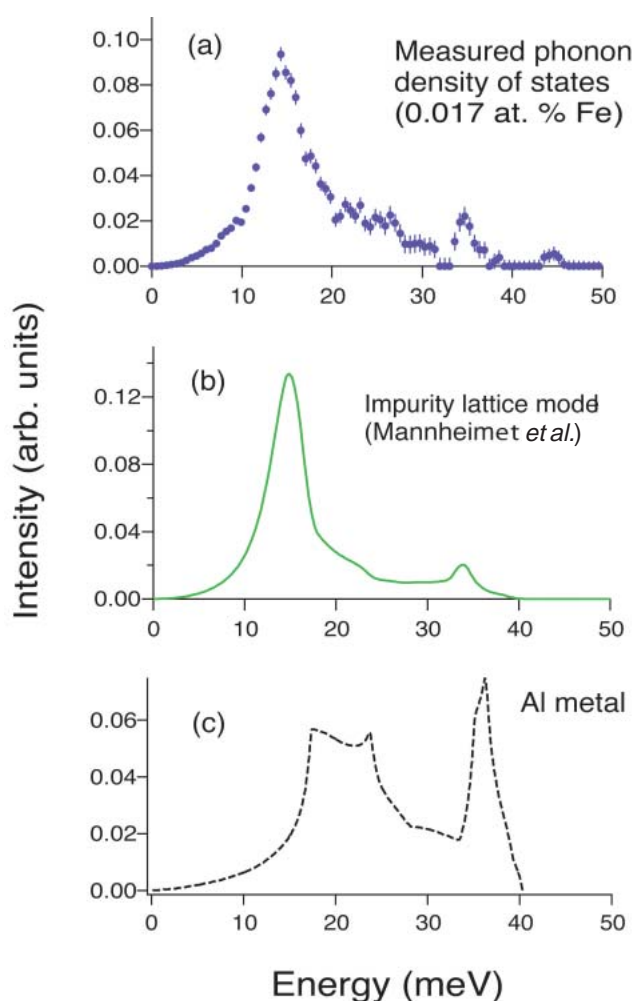 0.10
(a)
Measured phonon
density of states
(0.017 at. % Fe)
0.08
0.06
0.04
0.02
0.00
0 10 20 30 40 50
(b)
0.12
Impurity lattice model
(Mannheimet et al.)
0.08
0.04
0.00
0 10 20 30 40 50
(c)
Al metal
0.06
0.04
0.02
0.00
0 10 20 30 40 50
Intensity (arb. units)
Energy (meV)